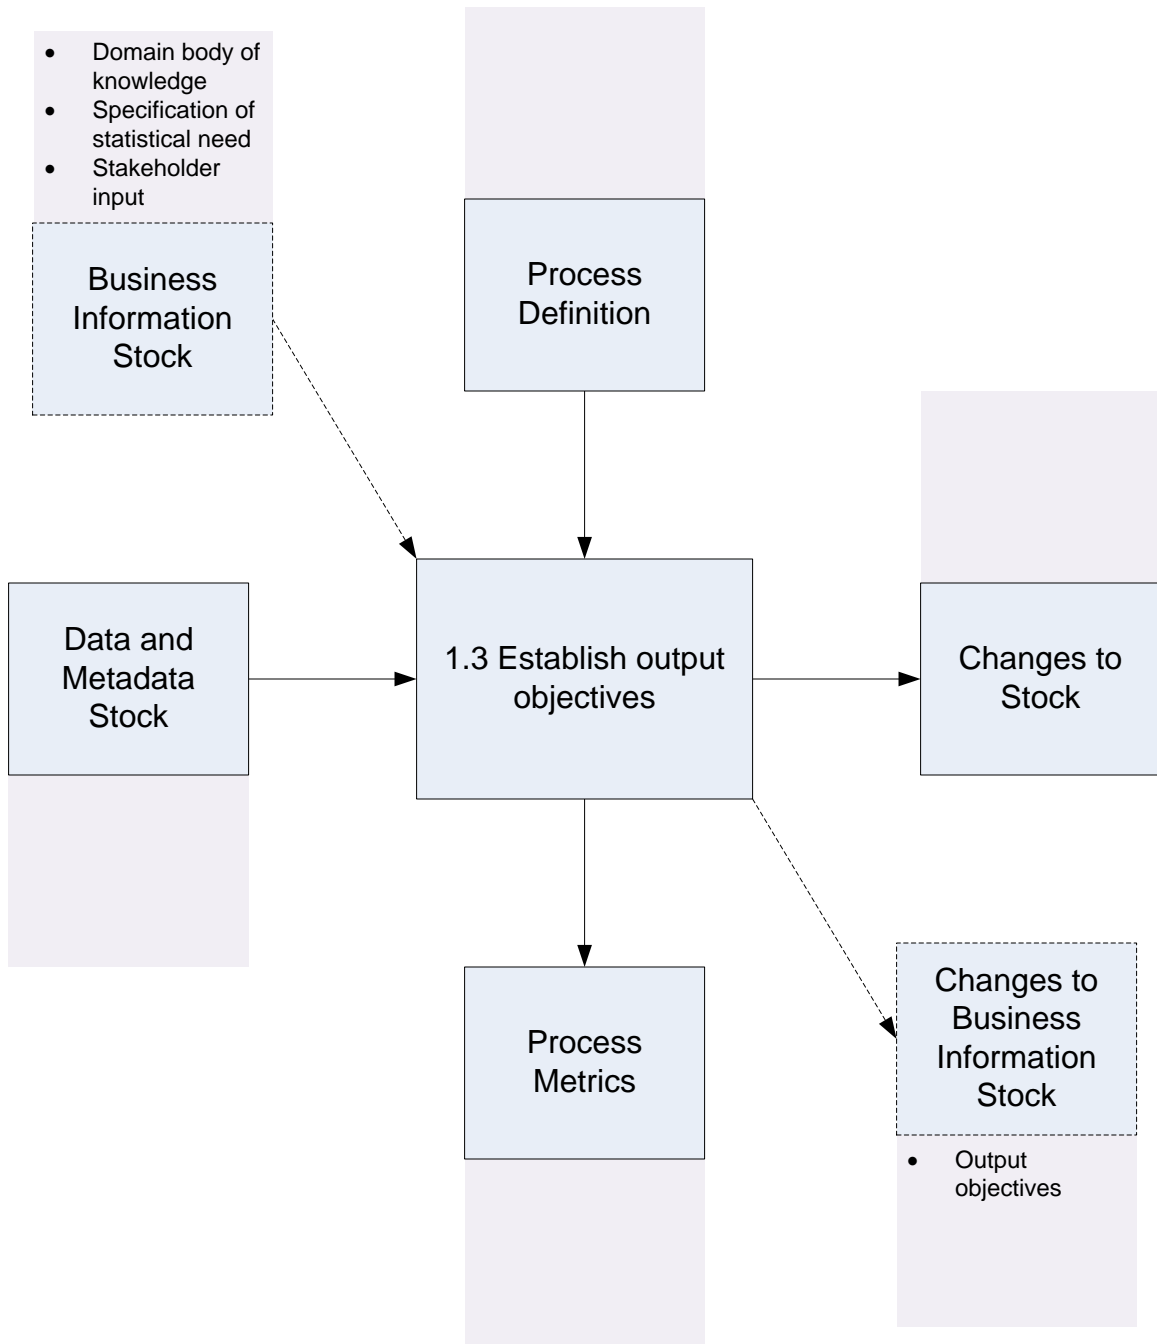 • Domain body of
knowledge
• Specification of
statistical need
• Stakeholder
input
Business
Information
Stock
Process
Definition
Data and
Metadata
Stock
1.3 Establish output
objectives
Changes to
Stock
Process
Metrics
Changes to
Business
Information
Stock
• Output
objectives